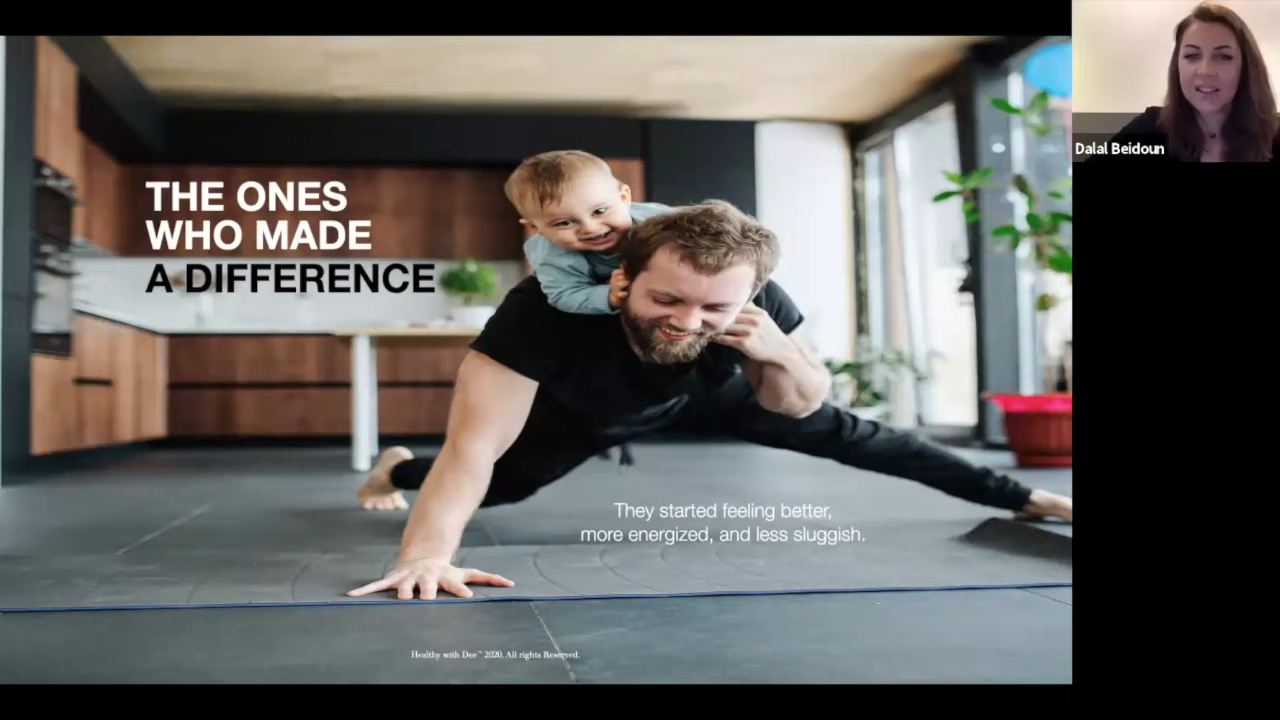 THE ONES
WHO MADE
A DIFFERENCE
They started feeling better,
more energized, and less sluggish.
Healthy with Dee™ 2020. All rights Reserved.
Dalal Beidoun